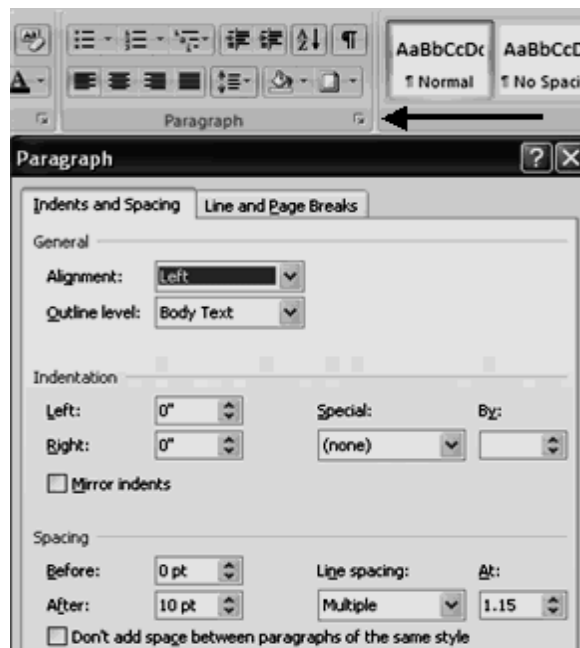 A
AaBbCcDc AaBbCcD
¶ Normal ¶ No Spaci
Paragraph
Paragraph
Indents and Spacing Line and Page Breaks
General
Alignment: Left
Outline level: Body Text
Indentation
Left: 0" Special: By:
Right: 0" (none)
Mirror indents
Spacing
Before: 0 pt Line spacing: At:
After: 10 pt Multiple 1.15
Don't add space between paragraphs of the same style